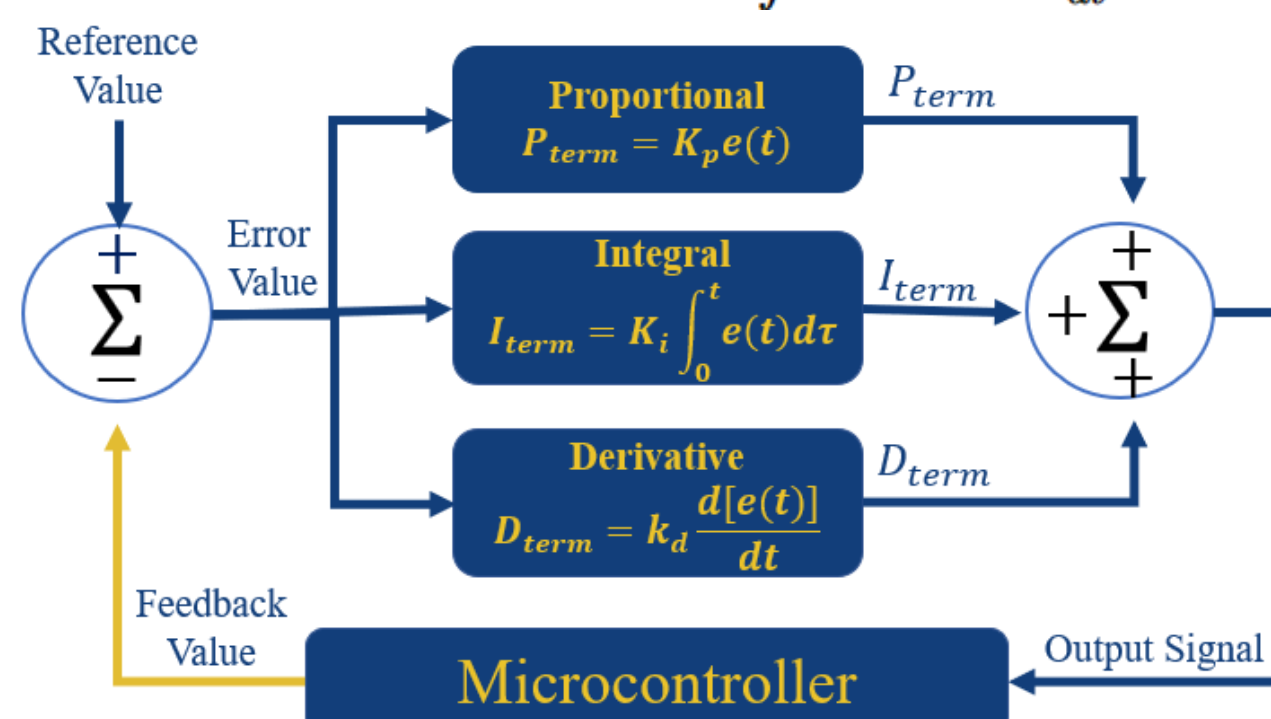 Reference
Value
Proportional
P_term = K_p e(t)
P_term
Error
Value
+
Σ
−
Integral
I_term = K_i ∫_0^t e(t)dτ
I_term
+
+ Σ
+
Derivative
D_term = k_d d[e(t)]/dt
D_term
Feedback
Value
Microcontroller
Output Signal